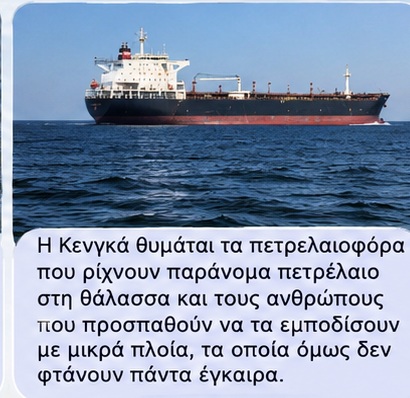 Η Κενγκά θυμάται τα πετρελαιοφόρα
που ρίχνουν παράνομα πετρέλαιο
στη θάλασσα και τους ανθρώπους
που προσπαθούν να τα εμποδίσουν
με μικρά πλοία, τα οποία όμως δεν
φτάνουν πάντα έγκαιρα.